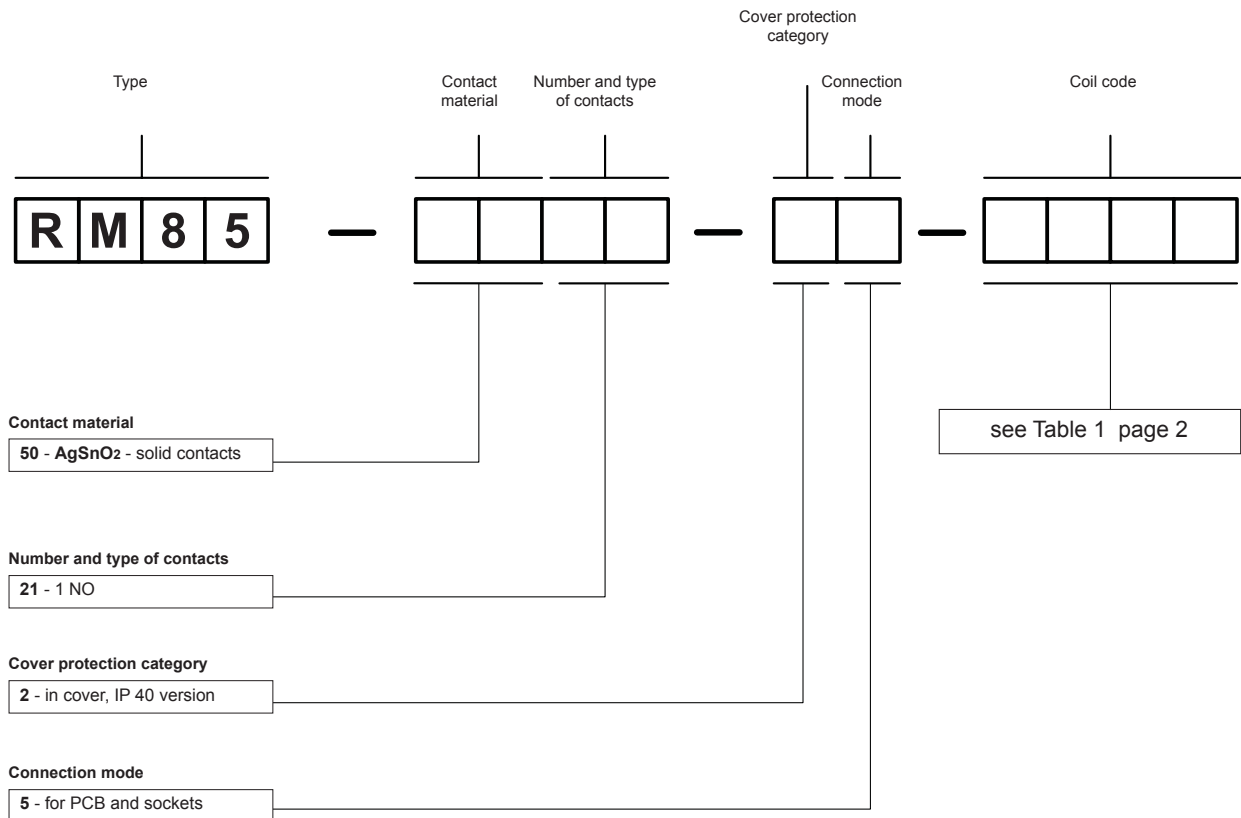 Cover protection
category
Type
Contact
material
Number and type
of contacts
Connection
mode
Coil code
RM85 — — —
see Table 1 page 2
Contact material
50 - AgSnO2 - solid contacts
Number and type of contacts
21 - 1 NO
Cover protection category
2 - in cover, IP 40 version
Connection mode
5 - for PCB and sockets